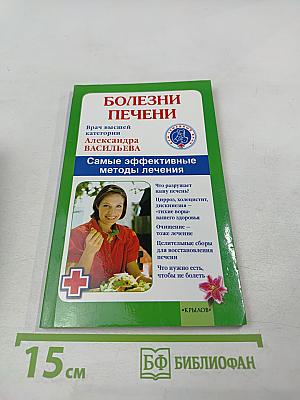 БОЛЕЗНИ
ПЕЧЕНИ
Врач высшей
категории
Александра
ВАСИЛЬЕВА
Самые эффективные
методы лечения
Что разрушает
нашу печень?
Цирроз, холецистит,
дискинезия –
«тихие воры»
вашего здоровья
Очищение –
тоже лечение
Целительные сборы
для восстановления
печени
Что нужно есть,
чтобы не болеть
«КРЫЛОВ»
15 см
БФ БИБЛИОФАН